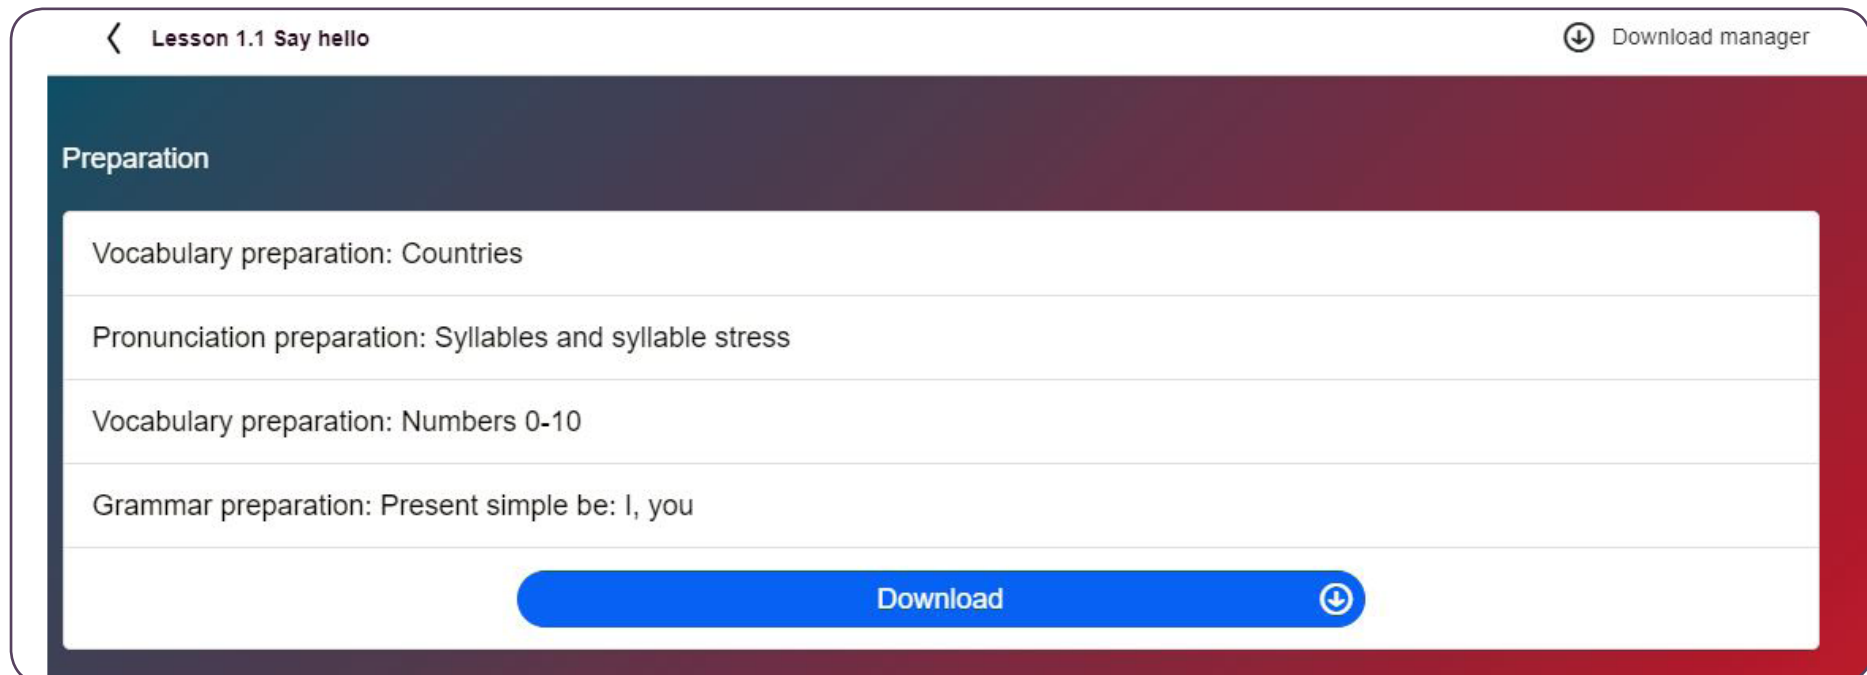 Lesson 1.1 Say hello
Download manager
Preparation
Vocabulary preparation: Countries
Pronunciation preparation: Syllables and syllable stress
Vocabulary preparation: Numbers 0-10
Grammar preparation: Present simple be: I, you
Download